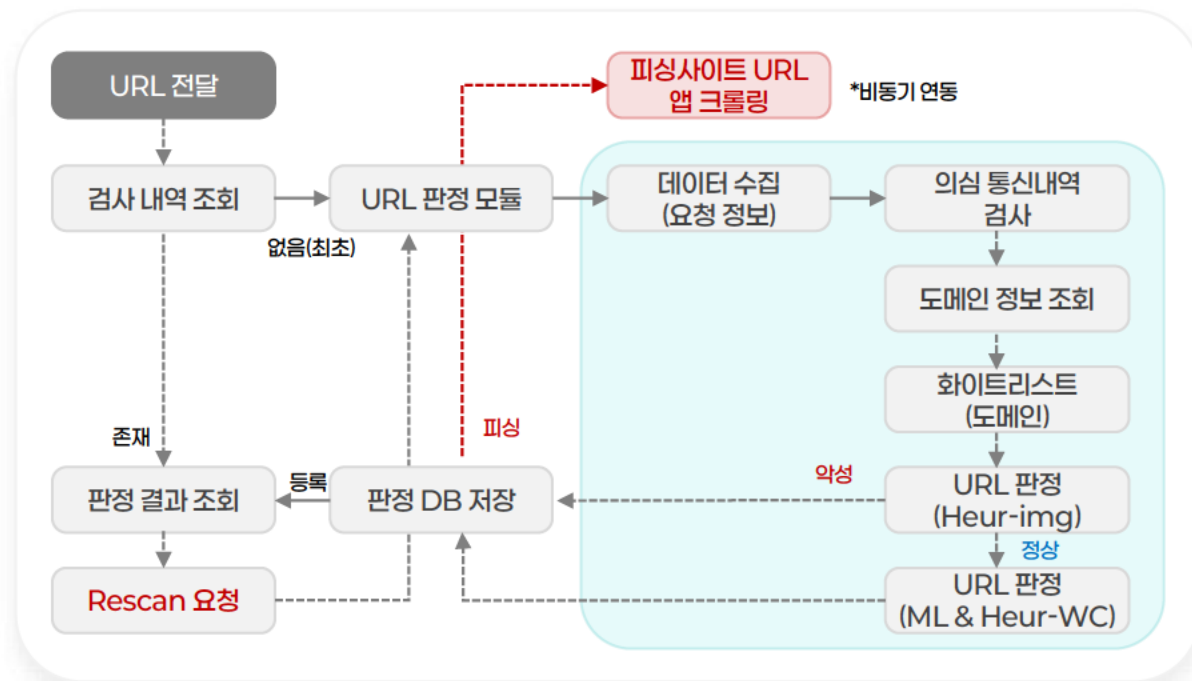 URL 전달
피싱사이트 URL
앱 크롤링
*비동기 연동
검사 내역 조회
URL 판정 모듈
데이터 수집
(요청 정보)
의심 통신내역
검사
없음(최초)
도메인 정보 조회
화이트리스트
(도메인)
존재
피싱
판정 결과 조회
등록
판정 DB 저장
악성
URL 판정
(Heur-img)
정상
Rescan 요청
URL 판정
(ML & Heur-WC)